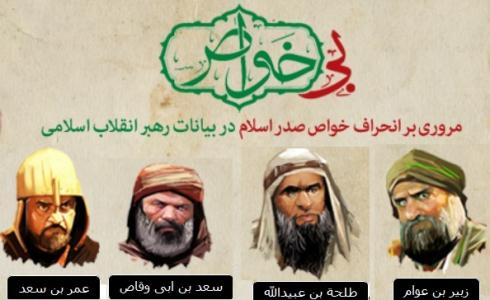 بی خواص
مروری بر انحراف خواص صدر اسلام در بیانات رهبر انقلاب اسلامی
زبیر بن عوام
طلحة بن عبیدالله
سعد بن ابی وقاص
عمر بن سعد